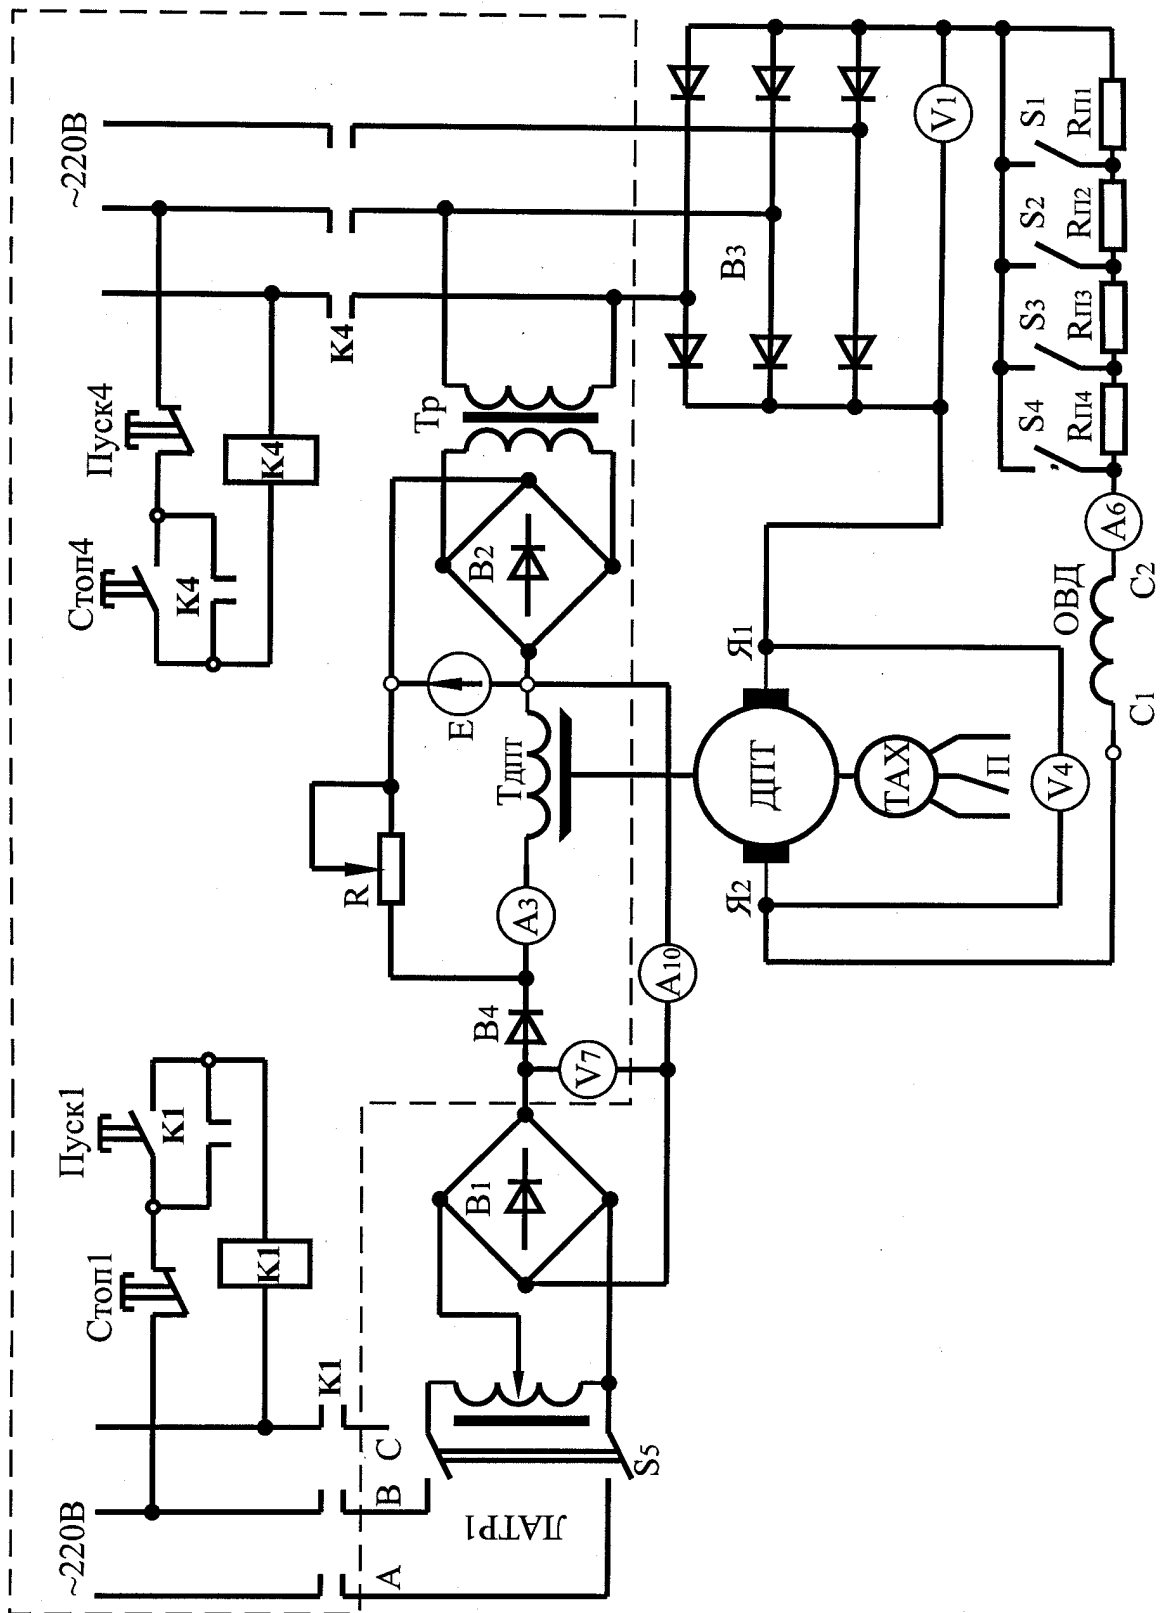 ~220В
А
В
С
К1
Стоп1
Пуск1
К1
К1
ЛАТР1
S5
В1
V7
В4
А10
R
А3
ТДПТ
Е
В2
Тр
Стоп4
Пуск4
К4
К4
К4
~220В
В3
V1
Я2
Я1
ДПТ
ТАХ
П
V4
ОВД
С1
С2
А6
S4
S3
S2
S1
RП4
RП3
RП2
RП1